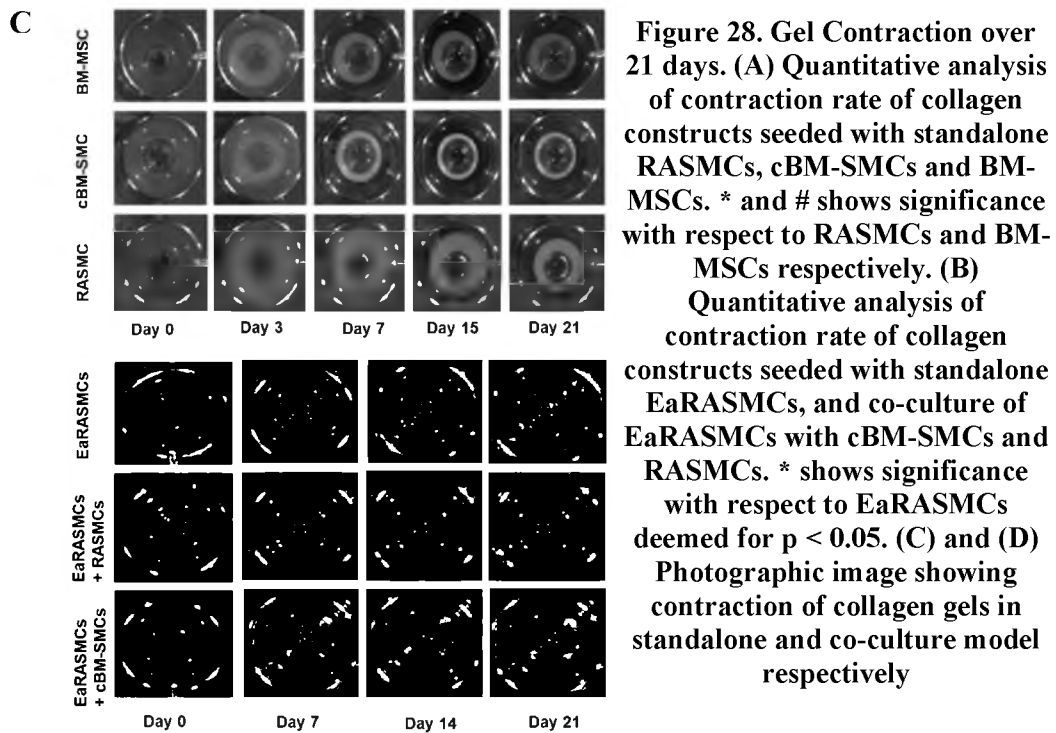 C
BM-MSC
cBM-SMC
RASMC
Day 0 Day 3 Day 7 Day 15 Day 21
EaRASMCs
EaRASMCs
+ RASMCs
EaRASMCs
+ cBM-SMCs
Day 0 Day 7 Day 14 Day 21
Figure 28. Gel Contraction over
21 days. (A) Quantitative analysis
of contraction rate of collagen
constructs seeded with standalone
RASMCs, cBM-SMCs and BM-
MSCs. * and # shows significance
with respect to RASMCs and BM-
MSCs respectively. (B)
Quantitative analysis of
contraction rate of collagen
constructs seeded with standalone
EaRASMCs, and co-culture of
EaRASMCs with cBM-SMCs and
RASMCs. * shows significance
with respect to EaRASMCs
deemed for p < 0.05. (C) and (D)
Photographic image showing
contraction of collagen gels in
standalone and co-culture model
respectively